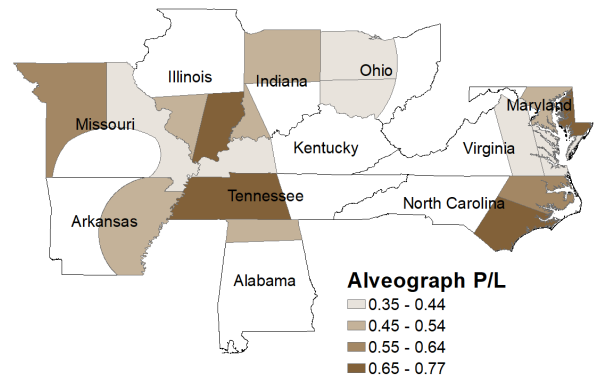 Illinois
Indiana
Ohio
Missouri
Maryland
Kentucky
Virginia
Tennessee
North Carolina
Arkansas
Alabama
Alveograph P/L
0.35 - 0.44
0.45 - 0.54
0.55 - 0.64
0.65 - 0.77